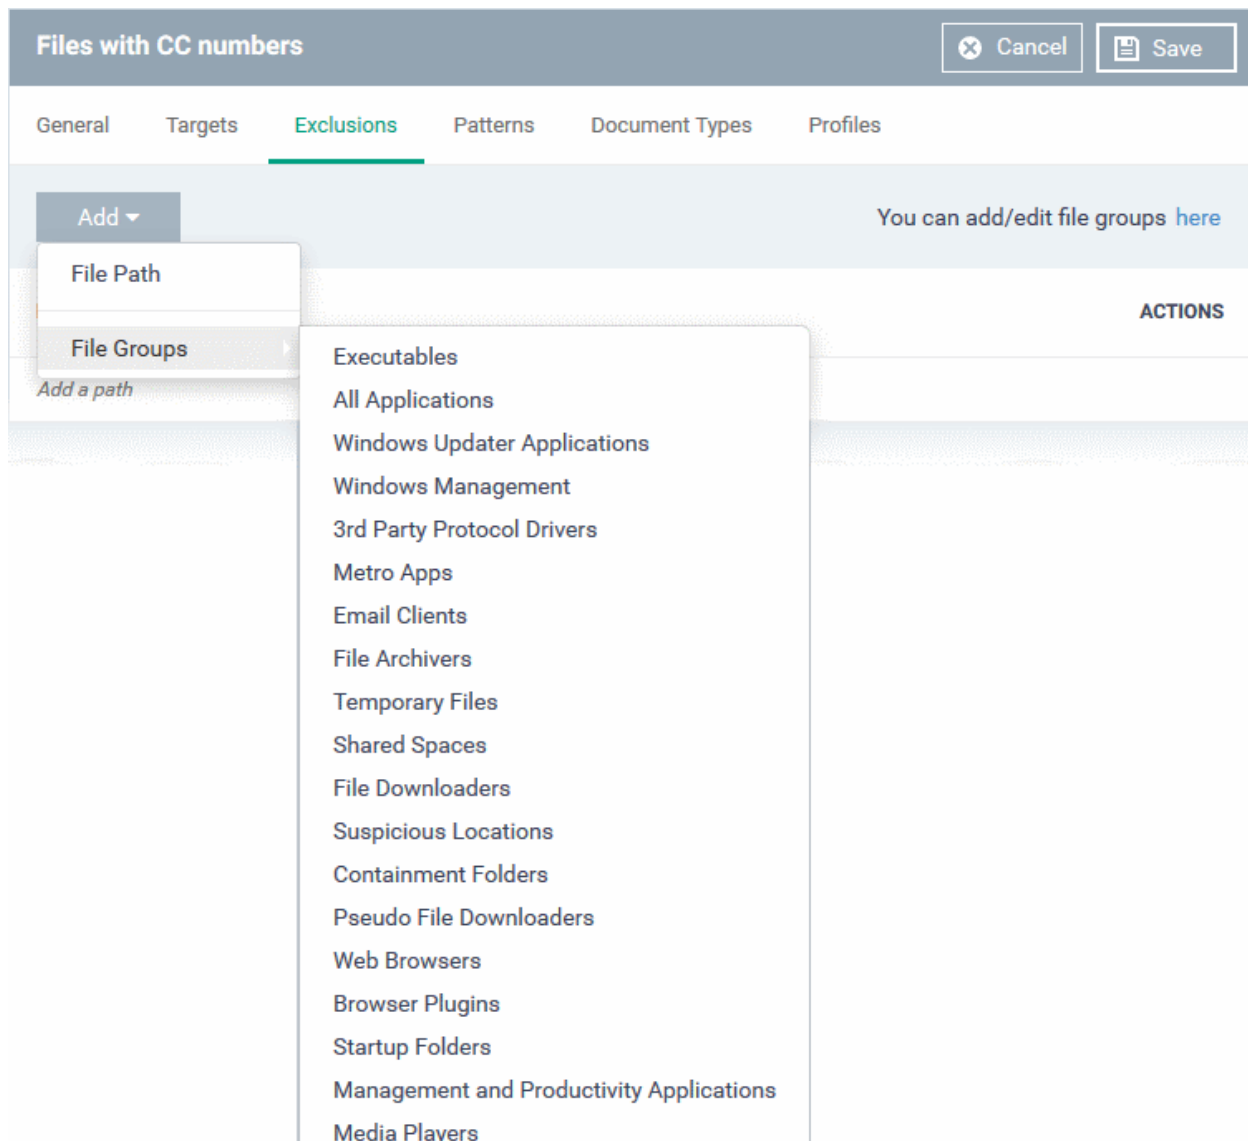 Files with CC numbers
Cancel
Save
General
Targets
Exclusions
Patterns
Document Types
Profiles
Add
You can add/edit file groups here
File Path
ACTIONS
File Groups
Add a path
Executables
All Applications
Windows Updater Applications
Windows Management
3rd Party Protocol Drivers
Metro Apps
Email Clients
File Archivers
Temporary Files
Shared Spaces
File Downloaders
Suspicious Locations
Containment Folders
Pseudo File Downloaders
Web Browsers
Browser Plugins
Startup Folders
Management and Productivity Applications
Media Players